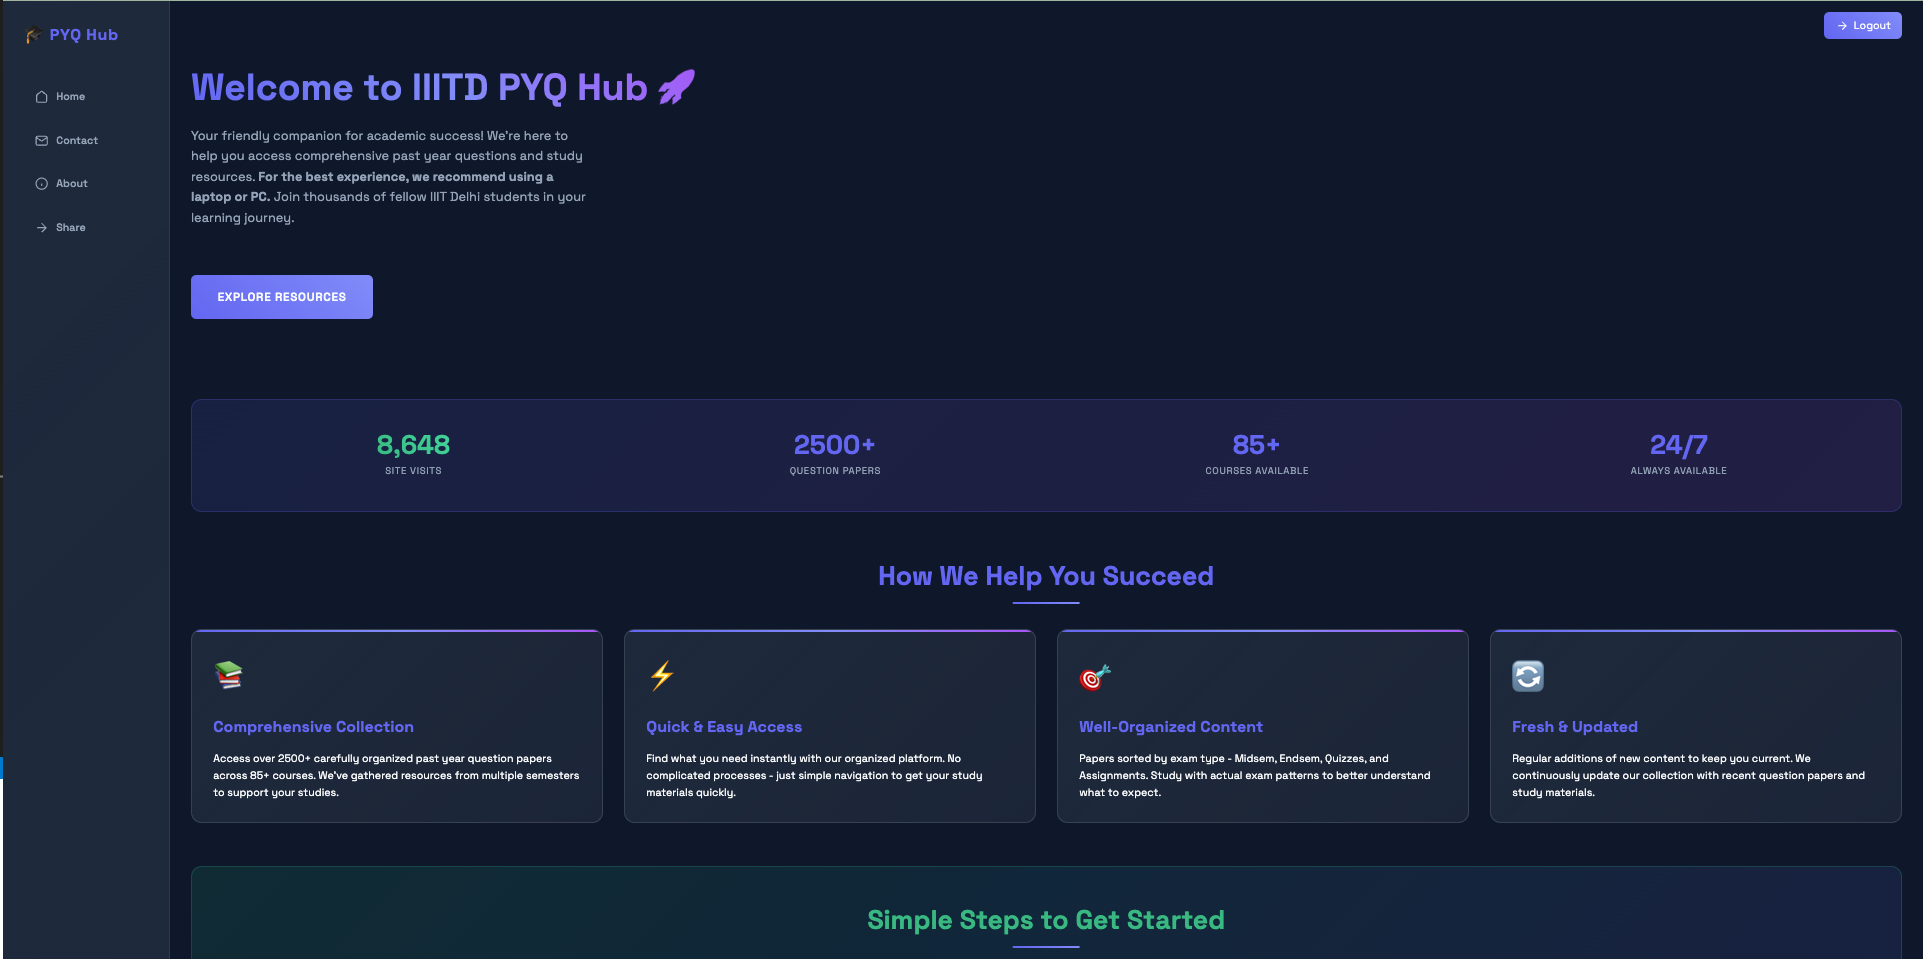 PYQ Hub
Logout
Home
Contact
About
Share
Welcome to IIITD PYQ Hub
Your friendly companion for academic success! We're here to
help you access comprehensive past year questions and study
resources. For the best experience, we recommend using a
laptop or PC. Join thousands of fellow IIIT Delhi students in your
learning journey.
EXPLORE RESOURCES
8,648
SITE VISITS
2500+
QUESTION PAPERS
85+
COURSES AVAILABLE
24/7
ALWAYS AVAILABLE
How We Help You Succeed
Comprehensive Collection
Access over 2500+ carefully organized past year question papers
across 85+ courses. We've gathered resources from multiple semesters
to support your studies.
Quick & Easy Access
Find what you need instantly with our organized platform. No
complicated processes - just simple navigation to get your study
materials quickly.
Well-Organized Content
Papers sorted by exam type - Midsem, Endsem, Quizzes, and
Assignments. Study with actual exam patterns to better understand
what to expect.
Fresh & Updated
Regular additions of new content to keep you current. We
continuously update our collection with recent question papers and
study materials.
Simple Steps to Get Started